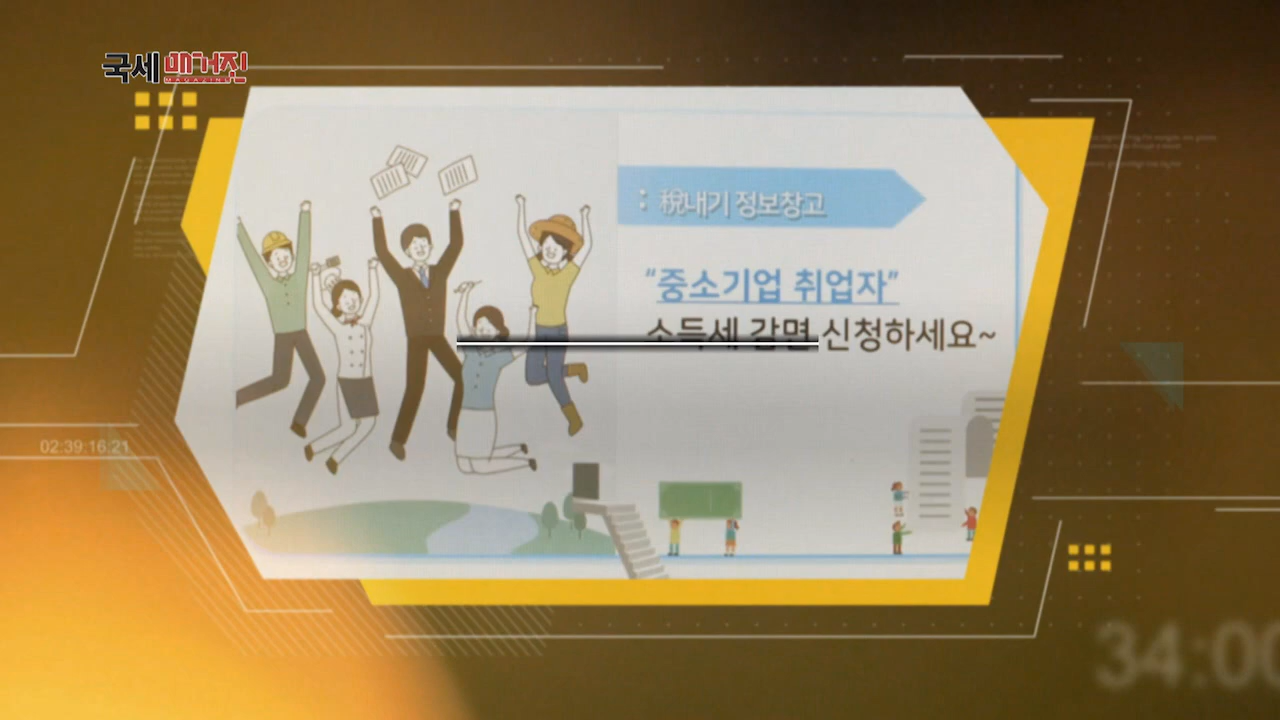 국세 매거진
MAGAZINE
: 稅내기 정보창고
“중소기업 취업자”
소득세 감면 신청하세요~
02:39:16:21
34:00